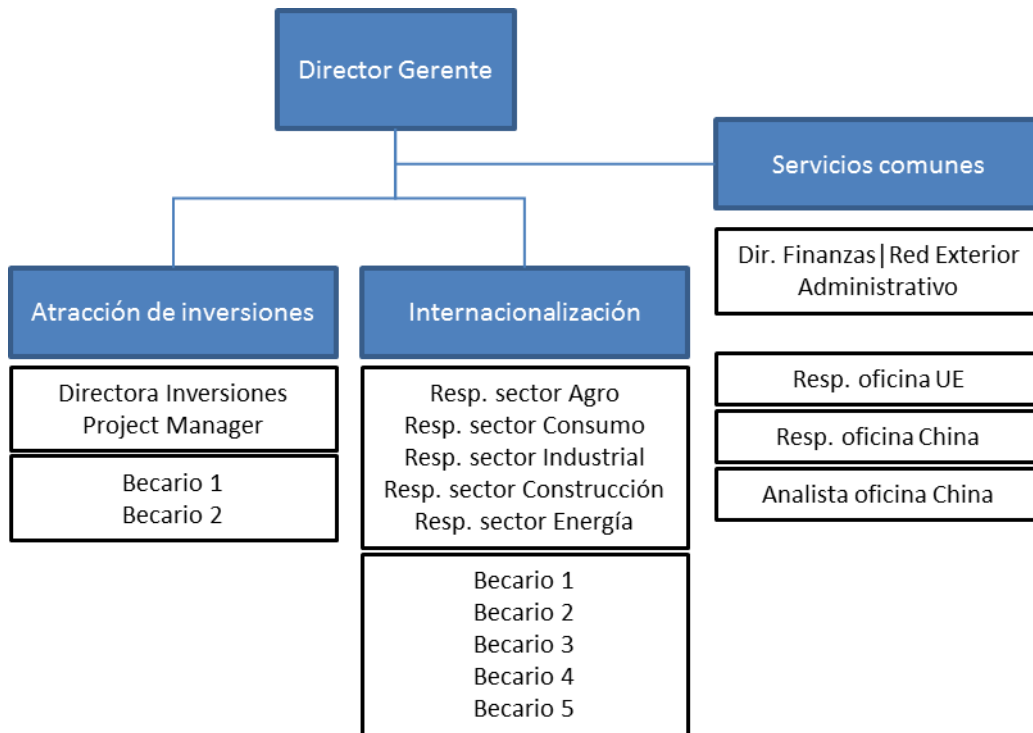 Director Gerente
Servicios comunes
Dir. Finanzas|Red Exterior
Administrativo
Resp. oficina UE
Resp. oficina China
Analista oficina China
Atracción de inversiones
Directora Inversiones
Project Manager
Becario 1
Becario 2
Internacionalización
Resp. sector Agro
Resp. sector Consumo
Resp. sector Industrial
Resp. sector Construcción
Resp. sector Energía
Becario 1
Becario 2
Becario 3
Becario 4
Becario 5